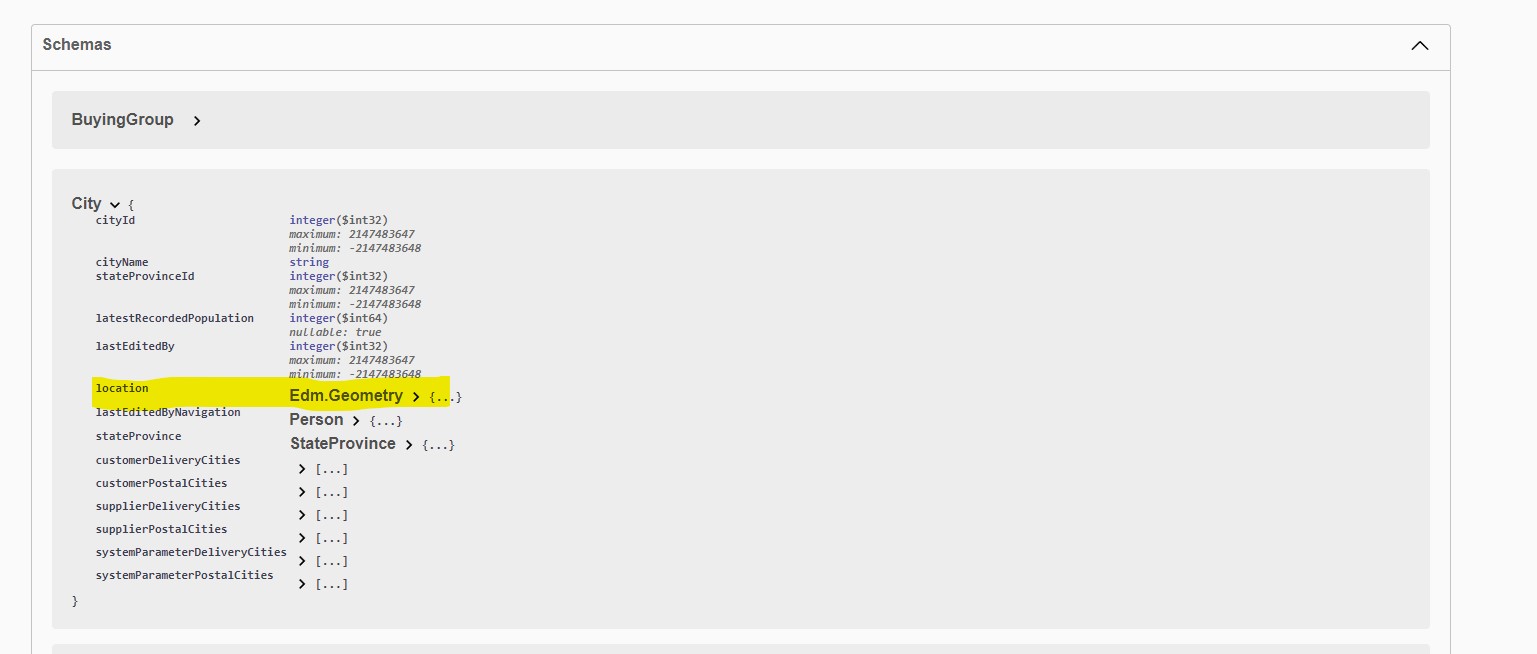 Schemas
BuyingGroup
City {
cityId integer($int32)
maximum: 2147483647
minimum: -2147483648
cityName string
stateProvinceId integer($int32)
maximum: 2147483647
minimum: -2147483648
latestRecordedPopulation integer($int64)
nullable: true
lastEditedBy integer($int32)
maximum: 2147483647
minimum: -2147483648
location Edm.Geometry {...}
lastEditedByNavigation Person {...}
stateProvince StateProvince {...}
customerDeliveryCities [...]
customerPostalCities [...]
supplierDeliveryCities [...]
supplierPostalCities [...]
systemParameterDeliveryCities [...]
systemParameterPostalCities [...]
}